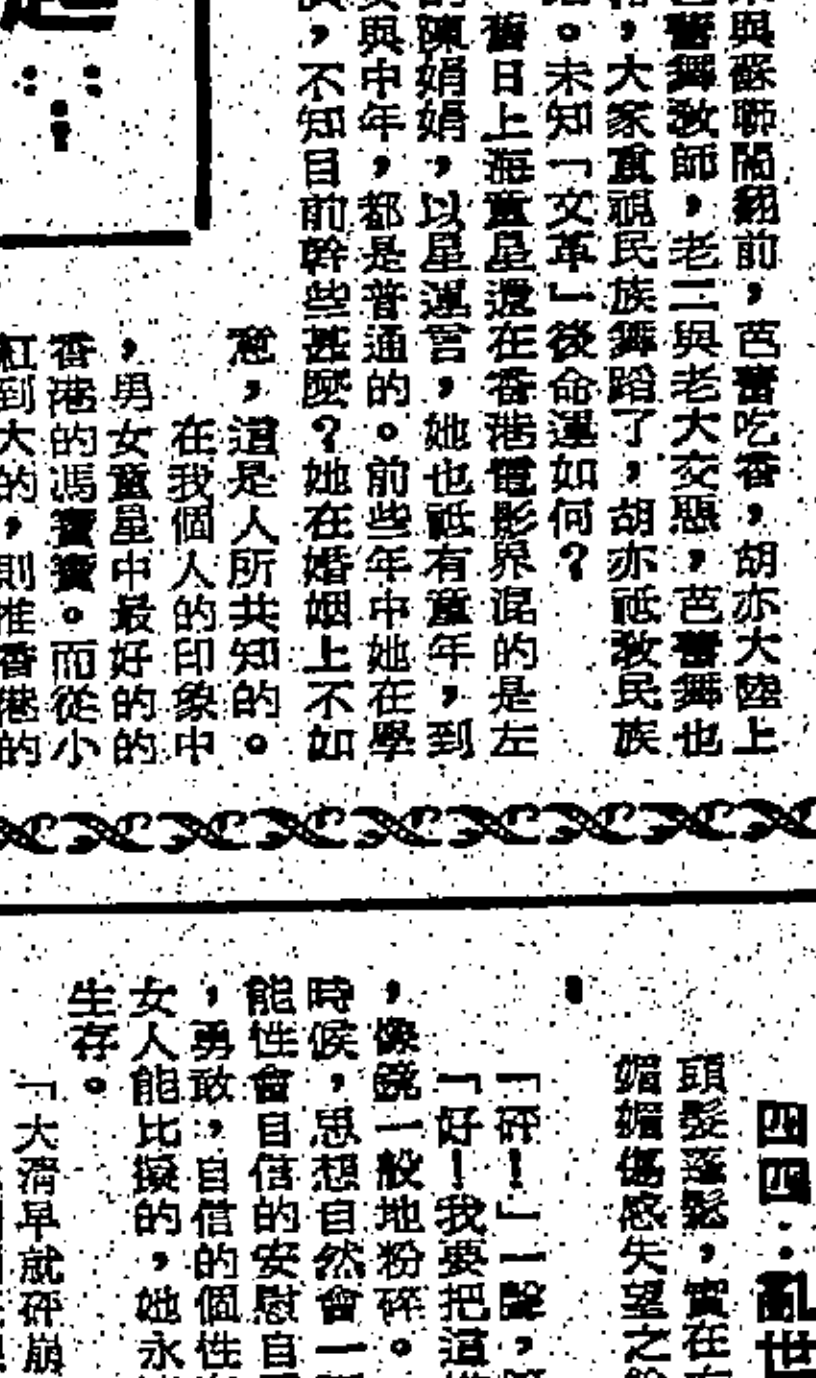 與蘇聯鬧翻前，芭蕾吃香，胡亦大陸上
芭蕾舞教師，老二與老大交惡，芭蕾舞也
，大家重視民族舞蹈了，胡亦祗教民族
。未知「文革」後命運如何？
舊日上海童星還在香港電影界混的是左
的陳娟娟，以星運言，她也祗有童年，到
與中年，都是普通的。前些年中她在學
，不知目前幹些甚麼？她在婚姻上不如
意，這是人所共知的。
在我個人的印象中
，男女童星中最好的的
香港的馮寶寶。而從小
紅到大的，則推香港的
四四·亂世
頭髮蓬鬆，實在
媚媚傷感失望之
「砰！」一聲，
「好！我要把這
，像鏡一般地粉碎。
時候，思想自然會一
能性會自信的安慰自
，勇敢，自信的個性
女人能比擬的，她永
生存。
「大清早就砰崩